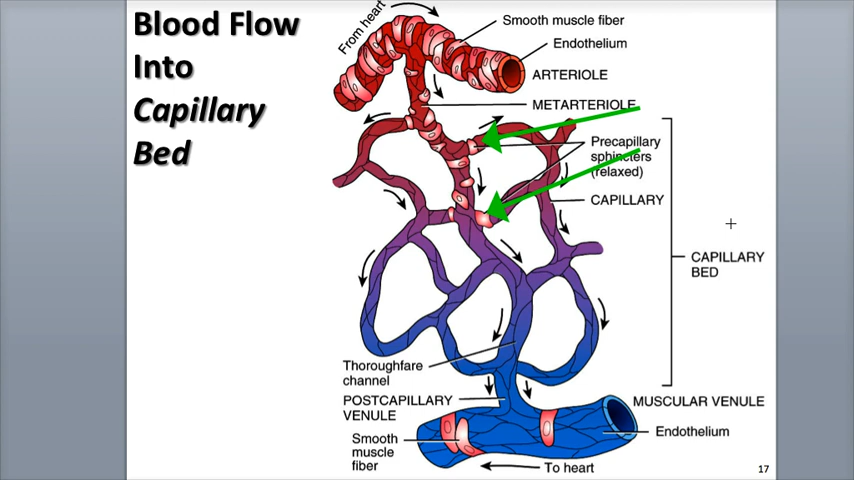 Blood Flow
Into
Capillary
Bed
From heart
Smooth muscle fiber
Endothelium
ARTERIOLE
METARTERIOLE
Precapillary
sphincters
(relaxed)
CAPILLARY
CAPILLARY
BED
Thoroughfare
channel
POSTCAPILLARY
VENULE
MUSCULAR VENULE
Smooth
muscle
fiber
Endothelium
To heart
17